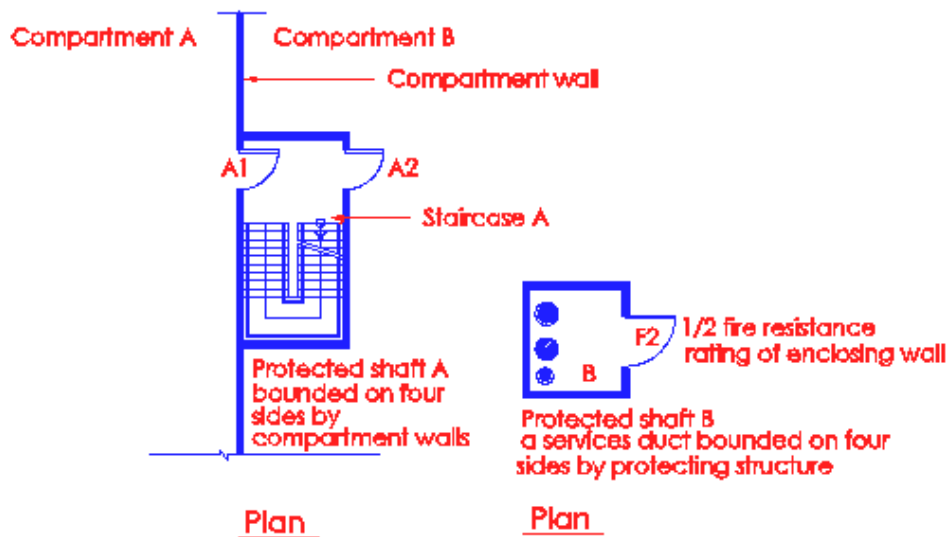 Compartment A
Compartment B
Compartment wall
A1
A2
Staircase A
Protected shaft A
bounded on four
sides by
compartment walls
Plan
F2
1/2 fire resistance
rating of enclosing wall
B
Protected shaft B
a services duct bounded on four
sides by protecting structure
Plan